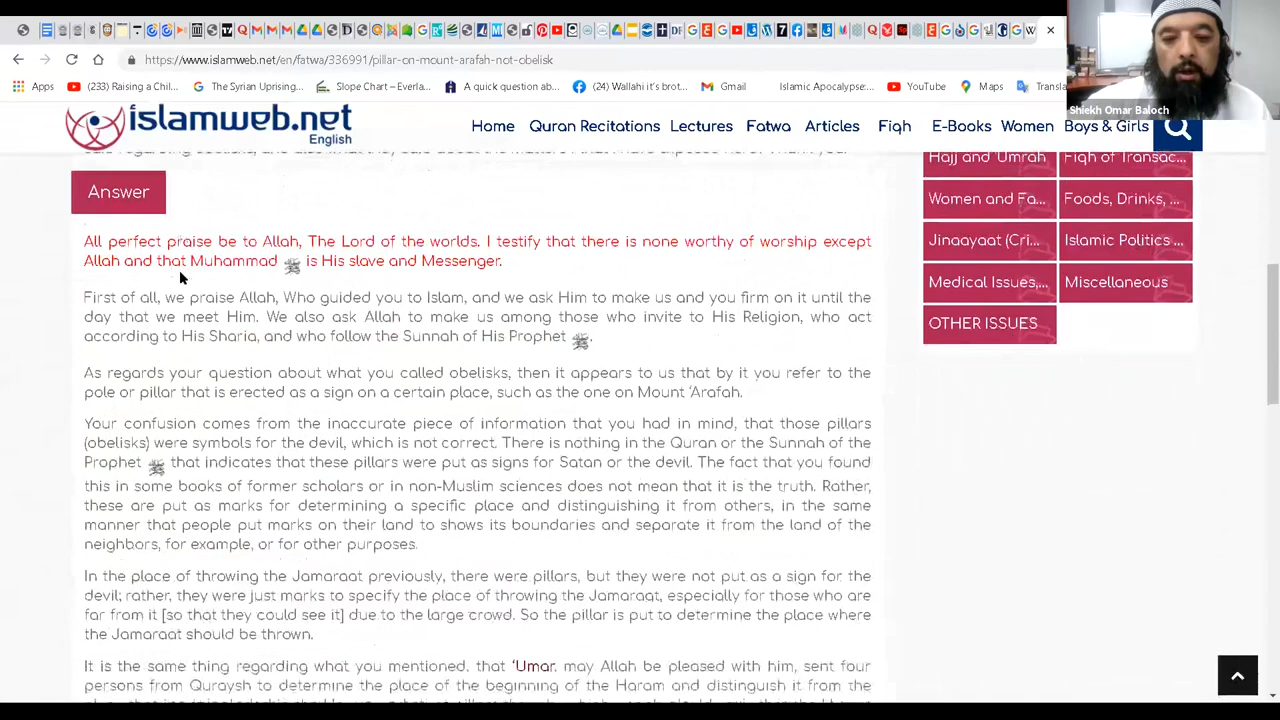 (233) Raising a Chil...
The Syrian Uprising...
Slope Chart – Everla...
A quick question ab...
(24) Wallahi it's brot...
Gmail
Islamic Apocalypse:...
YouTube
Maps
Transl
Apps
https://www.islamweb.net/en/fatwa/336991/pillar-on-mount-arafah-not-obelisk
Shiekh Omar Baloch
islamweb.net
English
Home Quran Recitations Lectures Fatwa Articles Fiqh E-Books Women Boys & Girls
Answer
All perfect praise be to Allah, The Lord of the worlds. I testify that there is none worthy of worship except
Allah and that Muhammad ﷺ is His slave and Messenger.
First of all, we praise Allah, Who guided you to Islam, and we ask Him to make us and you firm on it until the
day that we meet Him. We also ask Allah to make us among those who invite to His Religion, who act
according to His Sharia, and who follow the Sunnah of His Prophet ﷺ.
As regards your question about what you called obelisks, then it appears to us that by it you refer to the
pole or pillar that is erected as a sign on a certain place, such as the one on Mount ‘Arafah.
Your confusion comes from the inaccurate piece of information that you had in mind, that those pillars
(obelisks) were symbols for the devil, which is not correct. There is nothing in the Quran or the Sunnah of the
Prophet ﷺ that indicates that these pillars were put as signs for Satan or the devil. The fact that you found
this in some books of former scholars or in non-Muslim sciences does not mean that it is the truth. Rather,
these are put as marks for determining a specific place and distinguishing it from others, in the same
manner that people put marks on their land to shows its boundaries and separate it from the land of the
neighbors, for example, or for other purposes.
In the place of throwing the Jamaraat previously, there were pillars, but they were not put as a sign for the
devil; rather, they were just marks to specify the place of throwing the Jamaraat, especially for those who are
far from it [so that they could see it] due to the large crowd. So the pillar is put to determine the place where
the Jamaraat should be thrown.
It is the same thing regarding what you mentioned, that ‘Umar, may Allah be pleased with him, sent four
persons from Quraysh to determine the place of the beginning of the Haram and distinguish it from the
Hajj and ‘Umrah
Fiqh of Transac...
Women and Fa...
Foods, Drinks, ...
Jinaayaat (Cri...
Islamic Politics ...
Medical Issues,...
Miscellaneous
OTHER ISSUES